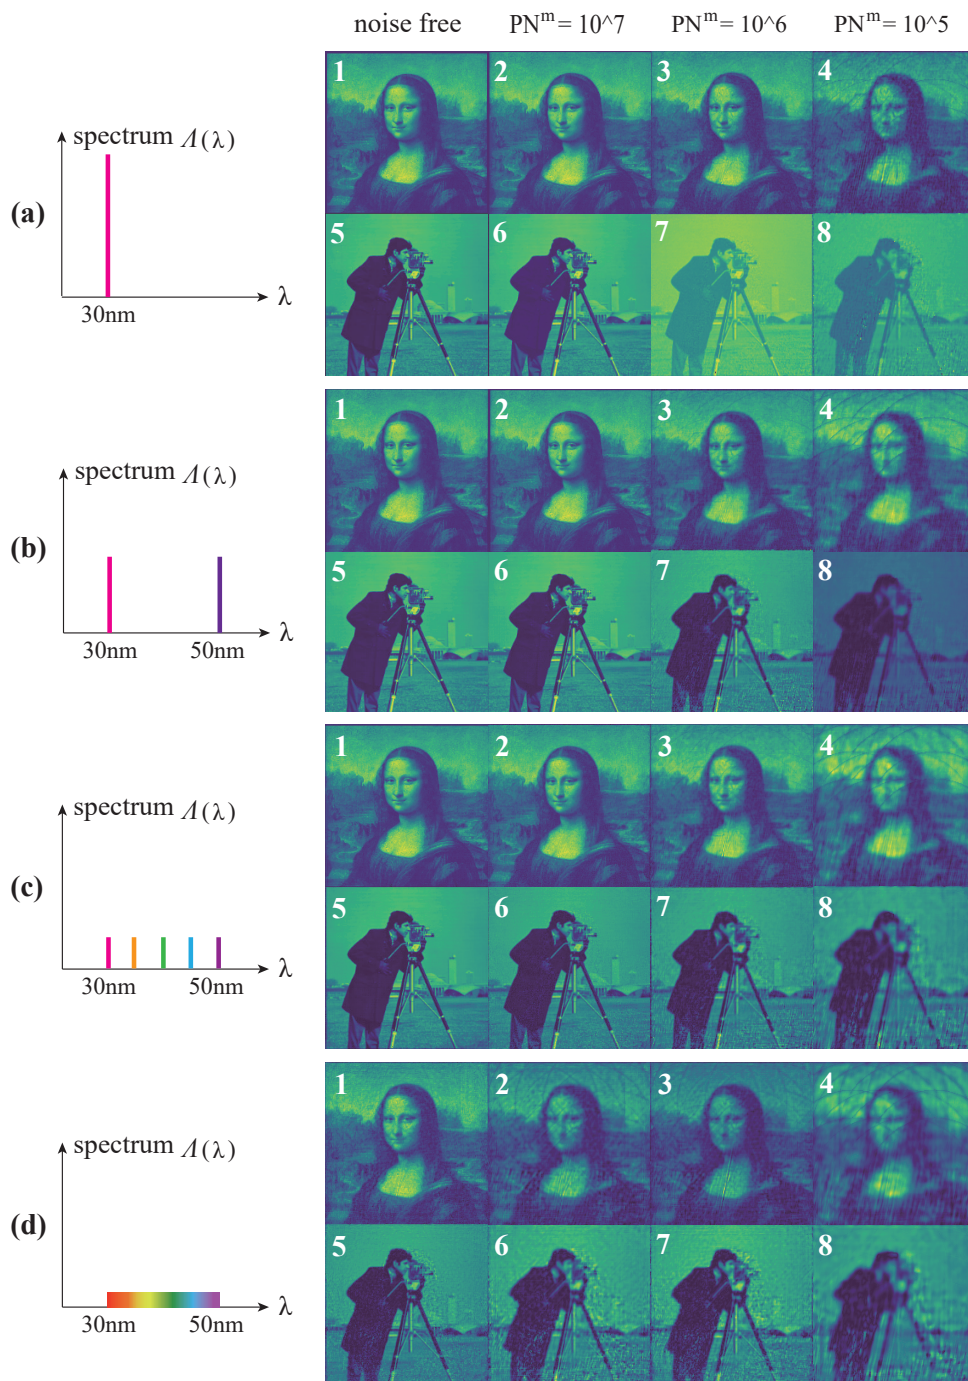 noise free PN^m = 10^7 PN^m = 10^6 PN^m = 10^5
(a)
spectrum Λ(λ)
λ
30nm
1 2 3 4
5 6 7 8
(b)
spectrum Λ(λ)
λ
30nm 50nm
1 2 3 4
5 6 7 8
(c)
spectrum Λ(λ)
λ
30nm 50nm
1 2 3 4
5 6 7 8
(d)
spectrum Λ(λ)
λ
30nm 50nm
1 2 3 4
5 6 7 8